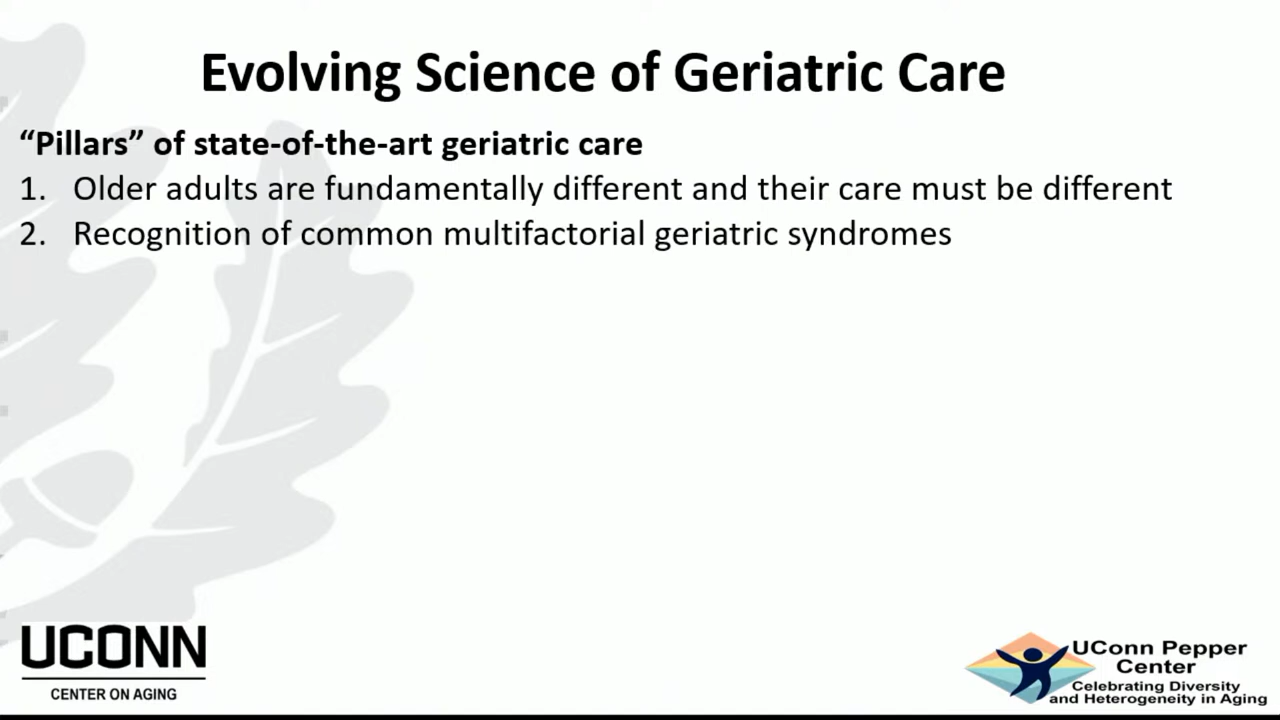 Evolving Science of Geriatric Care
“Pillars” of state-of-the-art geriatric care
1. Older adults are fundamentally different and their care must be different
2. Recognition of common multifactorial geriatric syndromes
UCONN
CENTER ON AGING
UConn Pepper
Center
Celebrating Diversity
and Heterogeneity in Aging